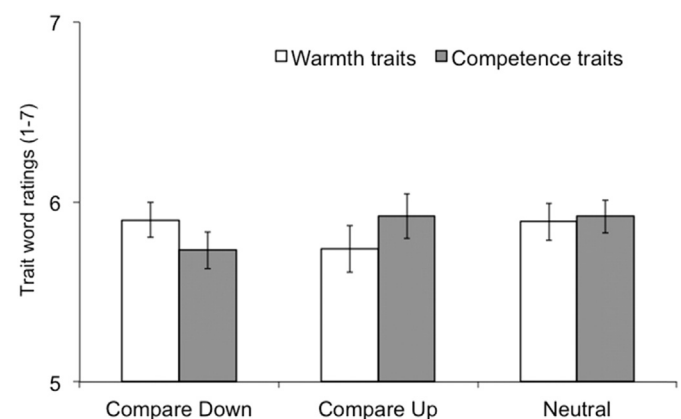 7
Warmth traits Competence traits
Trait word ratings (1-7)
6
5
Compare Down Compare Up Neutral